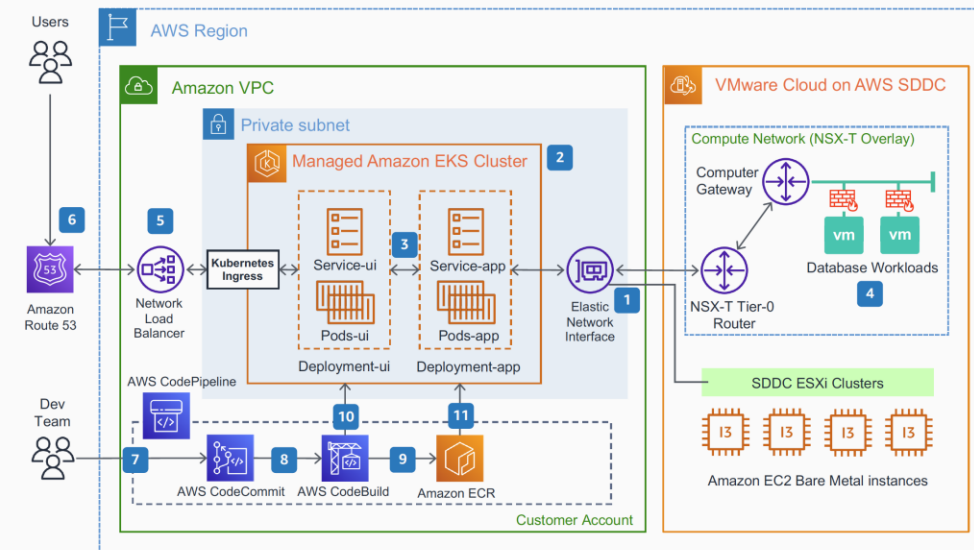 Users
AWS Region
Amazon VPC
VMware Cloud on AWS SDDC
Private subnet
Compute Network (NSX-T Overlay)
Managed Amazon EKS Cluster
2
Computer
Gateway
6
5
3
vm
vm
Kubernetes
Ingress
Service-ui
Service-app
Database Workloads
53
4
1
Amazon
Route 53
Network
Load
Balancer
Pods-ui
Pods-app
Elastic
Network
Interface
NSX-T Tier-0
Router
Deployment-ui
Deployment-app
AWS CodePipeline
SDDC ESXi Clusters
Dev
Team
10
11
I3
I3
I3
I3
7
8
9
AWS CodeCommit
AWS CodeBuild
Amazon ECR
Amazon EC2 Bare Metal instances
Customer Account